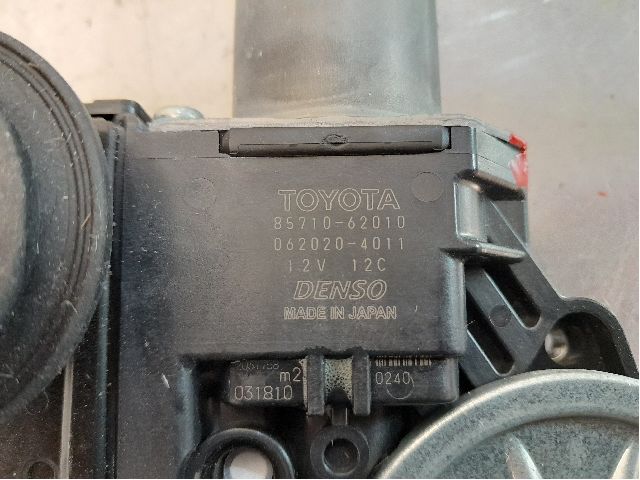 TOYOTA
85710-62010
062020-4011
12V 12C
DENSO
MADE IN JAPAN
m2
031810
0240